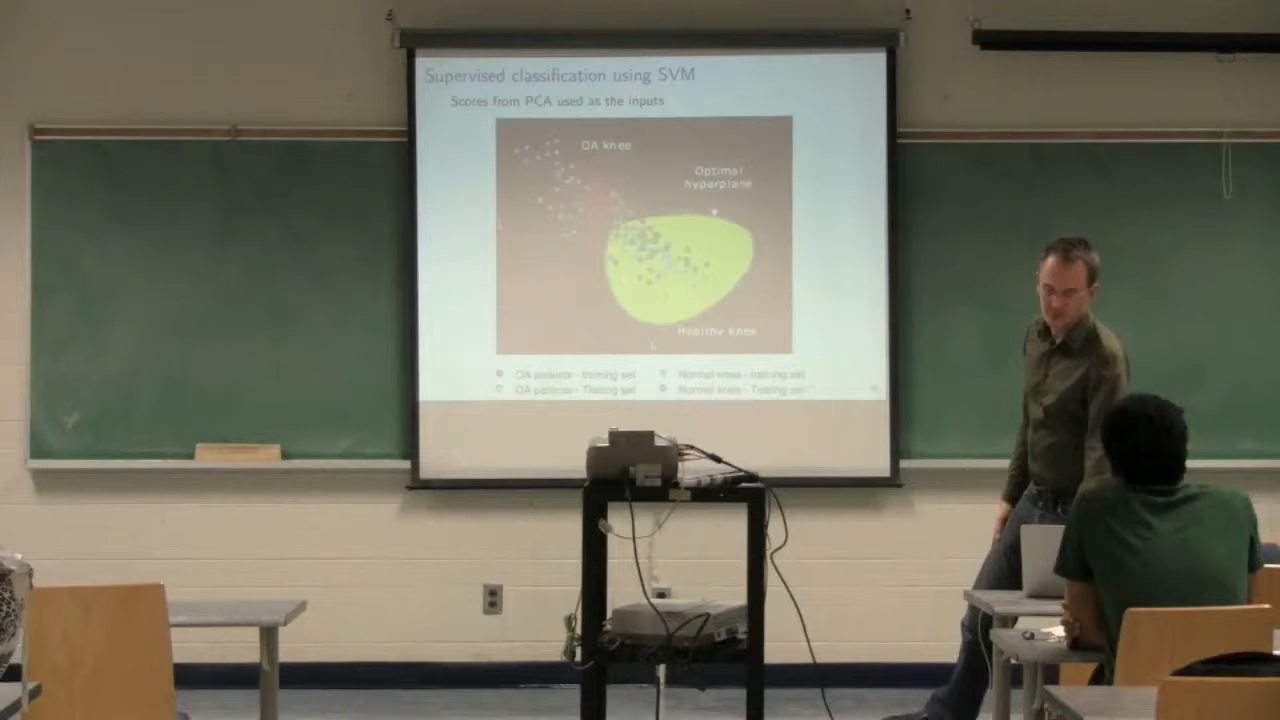 Supervised classification using SVM
Scores from PCA used as the inputs
OA knee
Optimal
hyperplane
Healthy knee
OA patients - training set
Normal knee - training set
OA patients - Testing set
Normal knee - Testing set